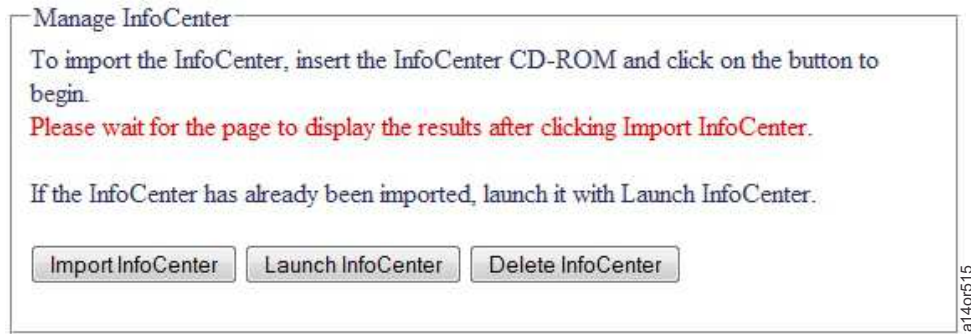 Manage InfoCenter
To import the InfoCenter, insert the InfoCenter CD-ROM and click on the button to
begin.
Please wait for the page to display the results after clicking Import InfoCenter.
If the InfoCenter has already been imported, launch it with Launch InfoCenter.
Import InfoCenter Launch InfoCenter Delete InfoCenter
a14or515